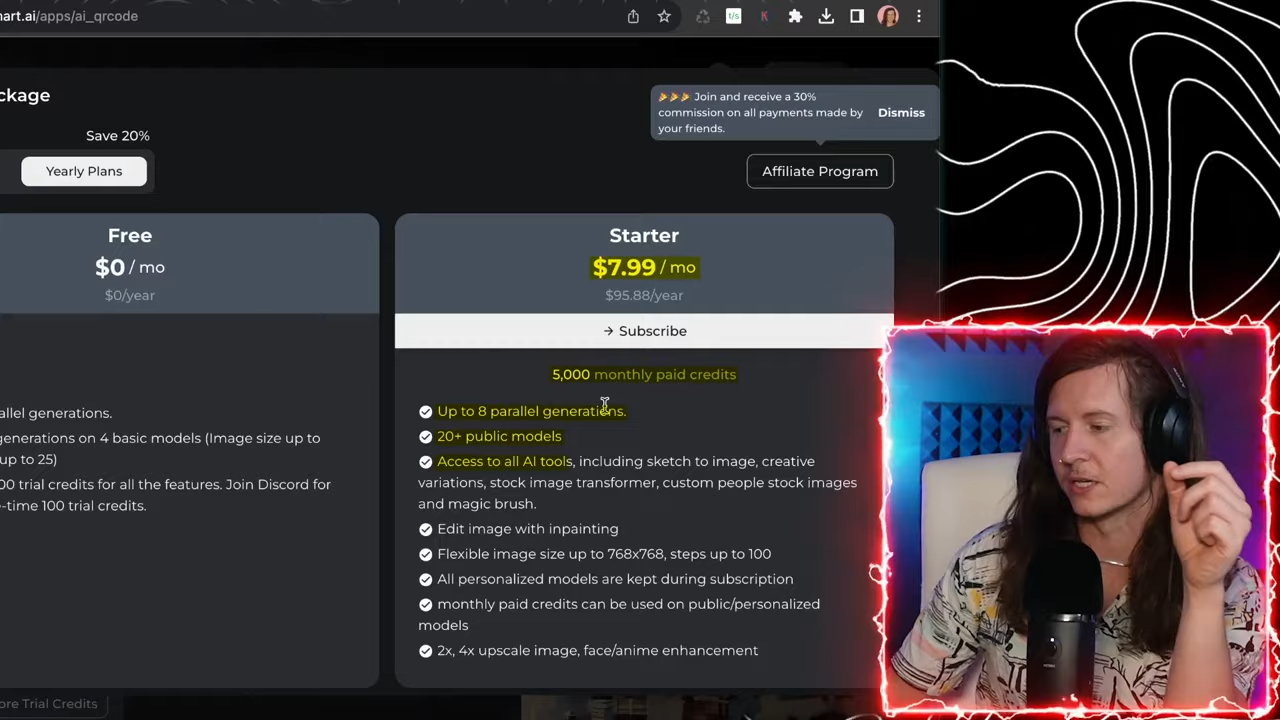 mart.ai/apps/ai_qrcode
t/s
K
ckage
Join and receive a 30%
commission on all payments made by
your friends.
Dismiss
Save 20%
Yearly Plans
Affiliate Program
Free
$0 / mo
$0/year
allel generations.
generations on 4 basic models (Image size up to
up to 25)
00 trial credits for all the features. Join Discord for
e-time 100 trial credits.
Starter
$7.99 / mo
$95.88/year
→ Subscribe
5,000 monthly paid credits
Up to 8 parallel generations.
20+ public models
Access to all AI tools, including sketch to image, creative
variations, stock image transformer, custom people stock images
and magic brush.
Edit image with inpainting
Flexible image size up to 768x768, steps up to 100
All personalized models are kept during subscription
monthly paid credits can be used on public/personalized
models
2x, 4x upscale image, face/anime enhancement
ore Trial Credits